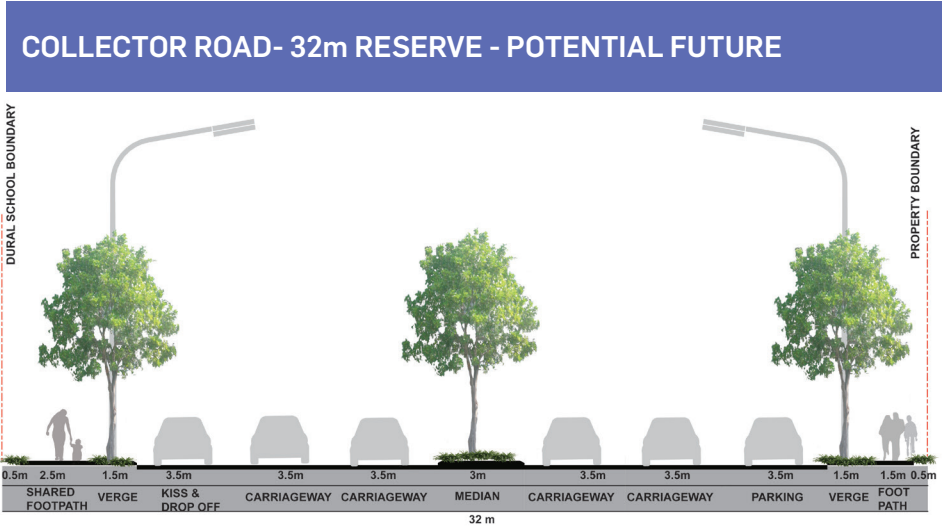 COLLECTOR ROAD- 32m RESERVE - POTENTIAL FUTURE
DURAL SCHOOL BOUNDARY
PROPERTY BOUNDARY
0.5m 2.5m 1.5m 3.5m 3.5m 3.5m 3m 3.5m 3.5m 3.5m 1.5m 1.5m 0.5m
SHARED FOOTPATH VERGE KISS & DROP OFF CARRIAGEWAY CARRIAGEWAY MEDIAN CARRIAGEWAY CARRIAGEWAY PARKING VERGE FOOT PATH
32 m